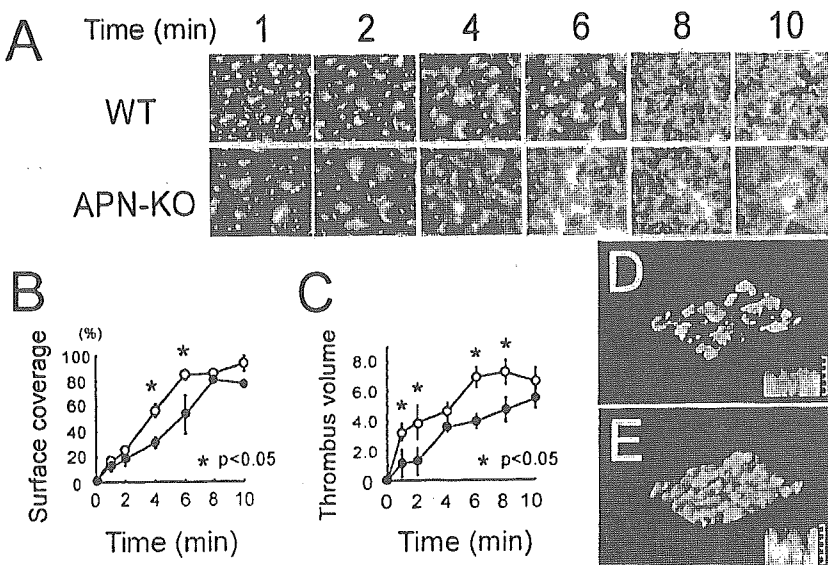 A
Time (min) 1 2 4 6 8 10
WT
APN-KO
B
(%)
Surface coverage
100
80
60
40
20
0
* *
* p<0.05
0 2 4 6 8 10
Time (min)
C
Thrombus volume
8.0
6.0
4.0
2.0
0
* * * *
* p<0.05
0 2 4 6 8 10
Time (min)
D
E